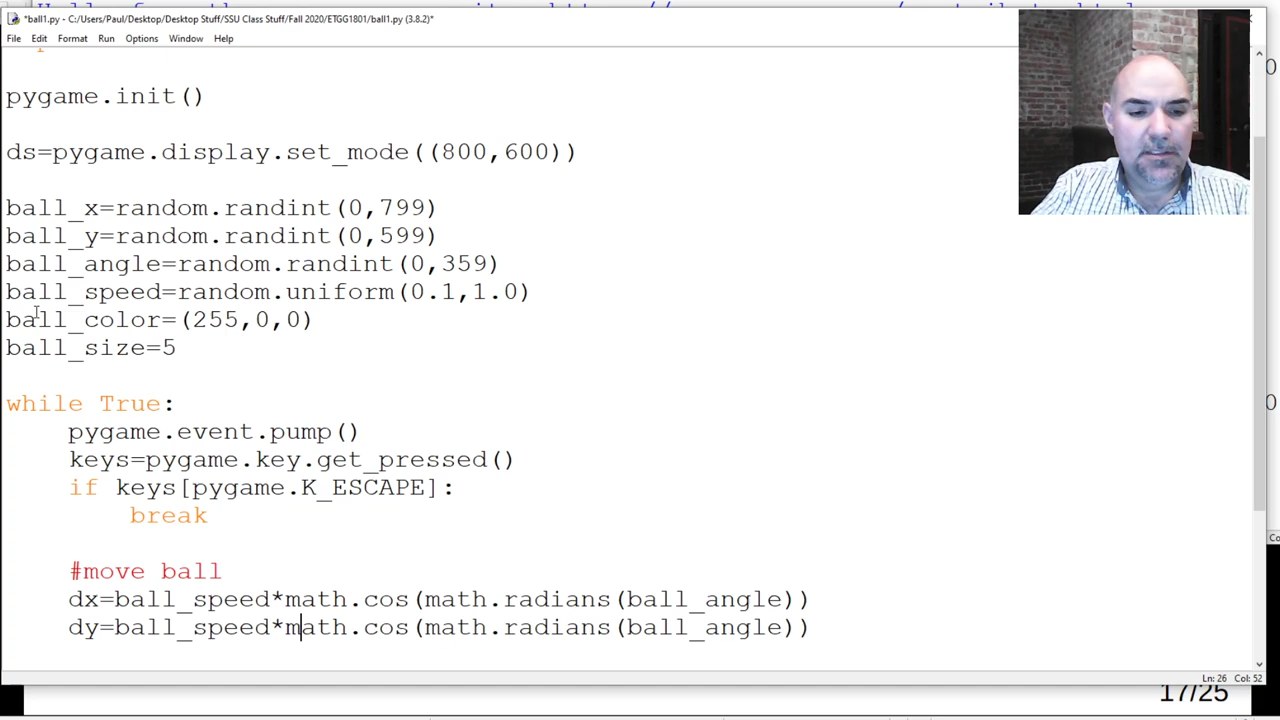 *ball1.py - C:/Users/Paul/Desktop/Desktop Stuff/SSU Class Stuff/Fall 2020/ETGG1801/ball1.py (3.8.2)*
File Edit Format Run Options Window Help
pygame.init()
ds=pygame.display.set_mode((800,600))
ball_x=random.randint(0,799)
ball_y=random.randint(0,599)
ball_angle=random.randint(0,359)
ball_speed=random.uniform(0.1,1.0)
ball_color=(255,0,0)
ball_size=5
while True:
pygame.event.pump()
keys=pygame.key.get_pressed()
if keys[pygame.K_ESCAPE]:
break
#move ball
dx=ball_speed*math.cos(math.radians(ball_angle))
dy=ball_speed*math.cos(math.radians(ball_angle))
Ln: 26 Col: 52
17/25